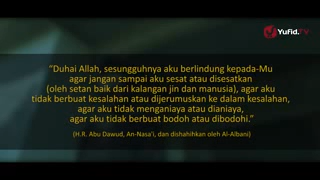 YUFID.TV
"Duhai Allah, sesungguhnya aku berlindung kepada-Mu
agar jangan sampai aku sesat atau disesatkan
(oleh setan baik dari kalangan jin dan manusia), agar aku
tidak berbuat kesalahan atau dijerumuskan ke dalam kesalahan,
agar aku tidak menganiaya atau dianiaya,
agar aku tidak berbuat bodoh atau dibodohi."
(H.R. Abu Dawud, An-Nasa'i, dan dishahihkan oleh Al-Albani)